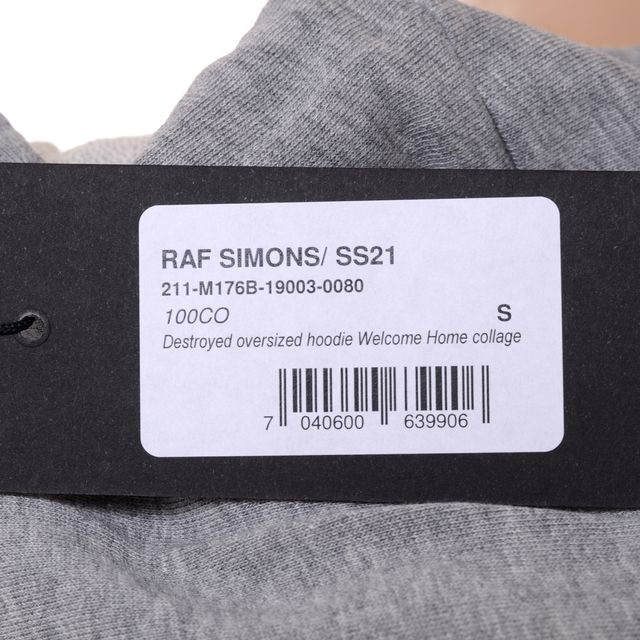 RAF SIMONS/ SS21
211-M176B-19003-0080
100CO S
Destroyed oversized hoodie Welcome Home collage
7 040600 639906